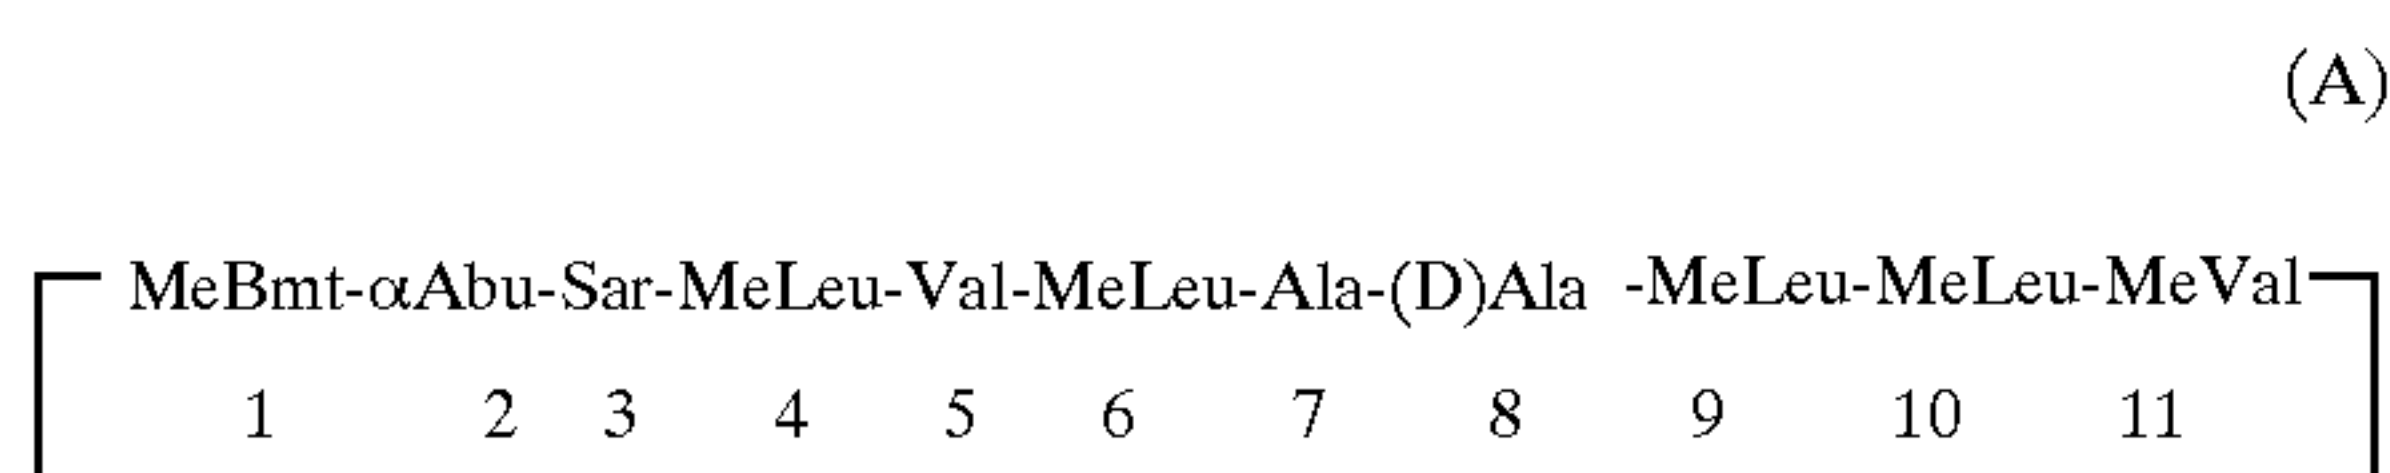 (A)
MeBmt-αAbu-Sar-MeLeu-Val-MeLeu-Ala-(D)Ala -MeLeu-MeLeu-MeVal
1 2 3 4 5 6 7 8 9 10 11